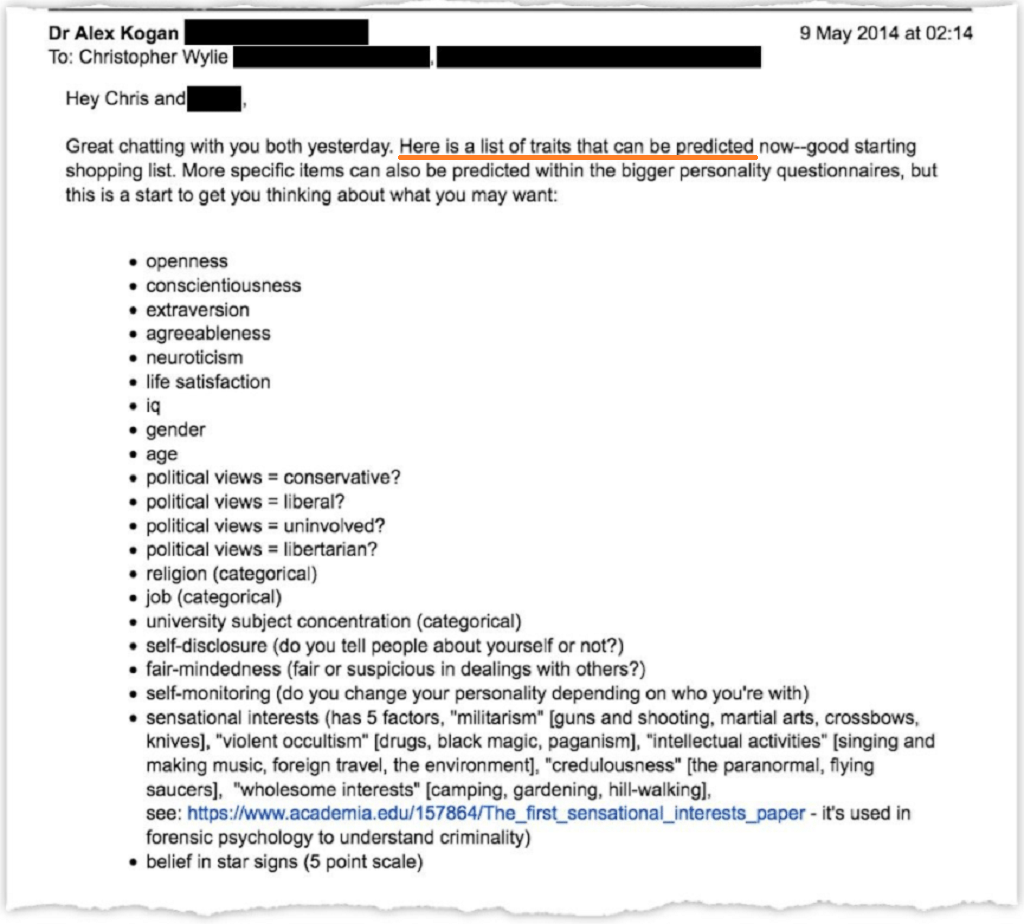 Dr Alex Kogan
9 May 2014 at 02:14
To: Christopher Wylie , 
Hey Chris and ,
Great chatting with you both yesterday. Here is a list of traits that can be predicted now--good starting
shopping list. More specific items can also be predicted within the bigger personality questionnaires, but
this is a start to get you thinking about what you may want:
• openness
• conscientiousness
• extraversion
• agreeableness
• neuroticism
• life satisfaction
• iq
• gender
• age
• political views = conservative?
• political views = liberal?
• political views = uninvolved?
• political views = libertarian?
• religion (categorical)
• job (categorical)
• university subject concentration (categorical)
• self-disclosure (do you tell people about yourself or not?)
• fair-mindedness (fair or suspicious in dealings with others?)
• self-monitoring (do you change your personality depending on who you're with)
• sensational interests (has 5 factors, "militarism" [guns and shooting, martial arts, crossbows,
knives], "violent occultism" [drugs, black magic, paganism], "intellectual activities" [singing and
making music, foreign travel, the environment], "credulousness" [the paranormal, flying
saucers], "wholesome interests" [camping, gardening, hill-walking],
see: https://www.academia.edu/157864/The_first_sensational_interests_paper - it's used in
forensic psychology to understand criminality)
• belief in star signs (5 point scale)